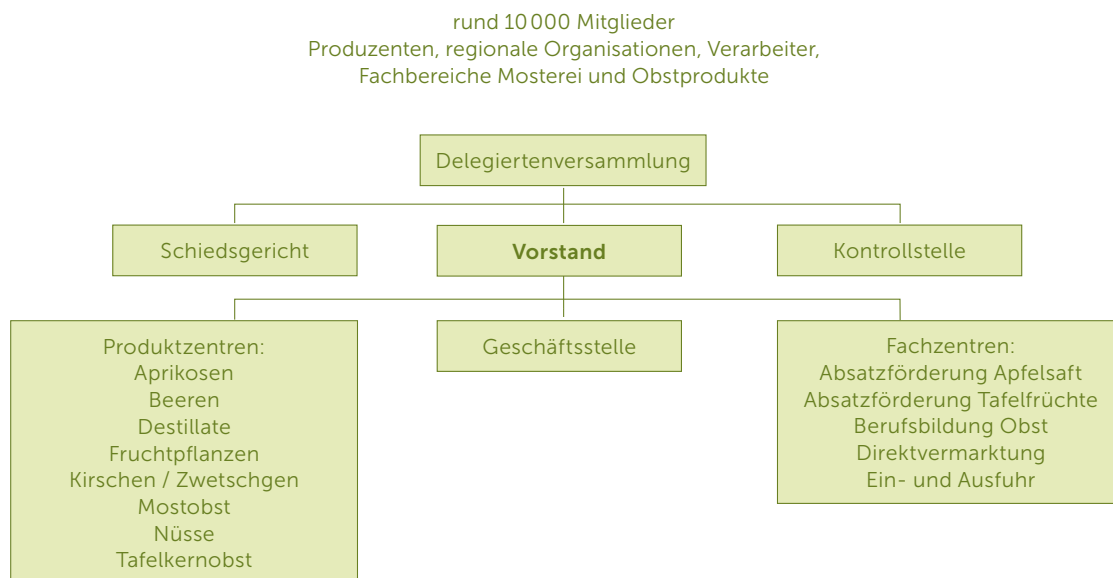 rund 10 000 Mitglieder
Produzenten, regionale Organisationen, Verarbeiter,
Fachbereiche Mosterei und Obstprodukte
Delegiertenversammlung
Schiedsgericht
Vorstand
Kontrollstelle
Produktzentren:
Aprikosen
Beeren
Destillate
Fruchtpflanzen
Kirschen / Zwetschgen
Mostobst
Nüsse
Tafelkernobst
Geschäftsstelle
Fachzentren:
Absatzförderung Apfelsaft
Absatzförderung Tafelfrüchte
Berufsbildung Obst
Direktvermarktung
Ein- und Ausfuhr